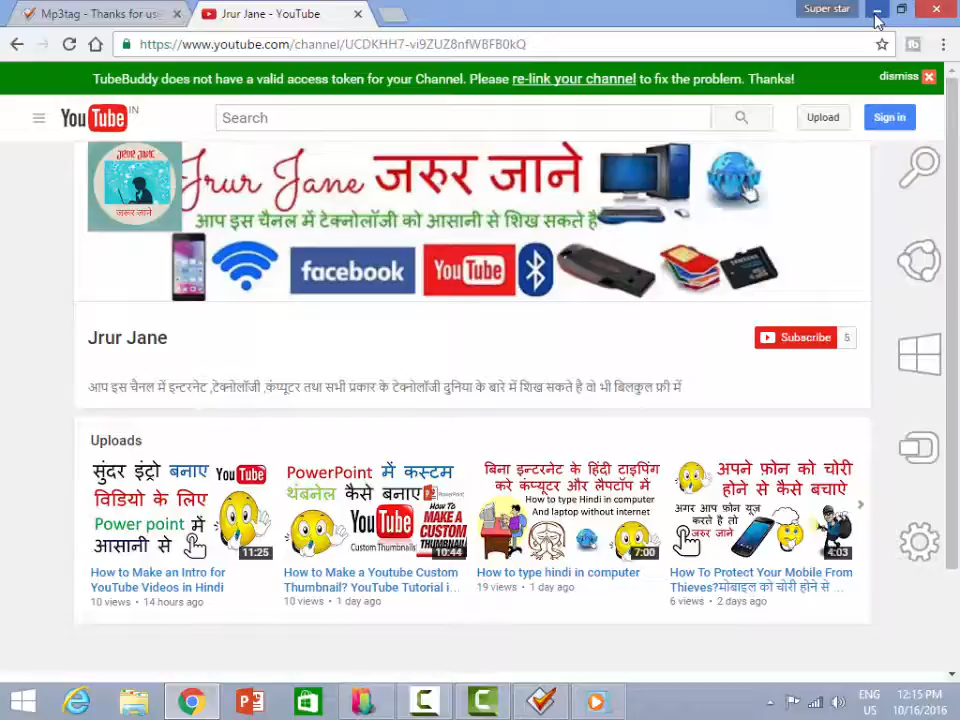 Mp3tag - Thanks for us
Jrur Jane - YouTube
Super star
https://www.youtube.com/channel/UCDKHH7-vi9ZUZ8nfWBFB0kQ
TubeBuddy does not have a valid access token for your Channel. Please re-link your channel to fix the problem. Thanks!
dismiss
YouTube IN
Search
Upload
Sign in
JRUR JANE
जरूर जाने
Jrur Jane जरुर जाने
आप इस चैनल में टेक्नोलॉजी को आसानी से शिख सकते है
facebook
YouTube
Jrur Jane
Subscribe 5
आप इस चैनल में इन्टरनेट ,टेक्नोलॉजी ,कंप्यूटर तथा सभी प्रकार के टेक्नोलॉजी दुनिया के बारे में शिख सकते है तो भी बिलकुल फ्री में
Uploads
सुंदर इंट्रो बनाए YouTube
विडियो के लिए
Power point में
आसानी से
11:25
How to Make an Intro for
YouTube Videos in Hindi
10 views • 14 hours ago
PowerPoint में कस्तम
थंबनेल कैसे बनाए
YouTube
Custom Thumbnails
HOW TO
MAKE A
CUSTOM
THUMBNAIL
10:44
How to Make a Youtube Custom
Thumbnail? YouTube Tutorial i...
10 views • 1 day ago
बिना इन्टरनेट के हिंदी टाइपिंग
करे कंप्यूटर और लैपटॉप में
How to type Hindi in computer
And laptop without internet
7:00
How to type hindi in computer
19 views • 1 day ago
अपने फ़ोन को चोरी
होने से कैसे बचाऐ
अगर आप फ़ोन यूज
करते है तो
जरूर जाने
4:03
How To Protect Your Mobile From
Thieves?मोबाइल को चोरी होने से ...
6 views • 2 days ago
ENG
US
12:15 PM
10/16/2016